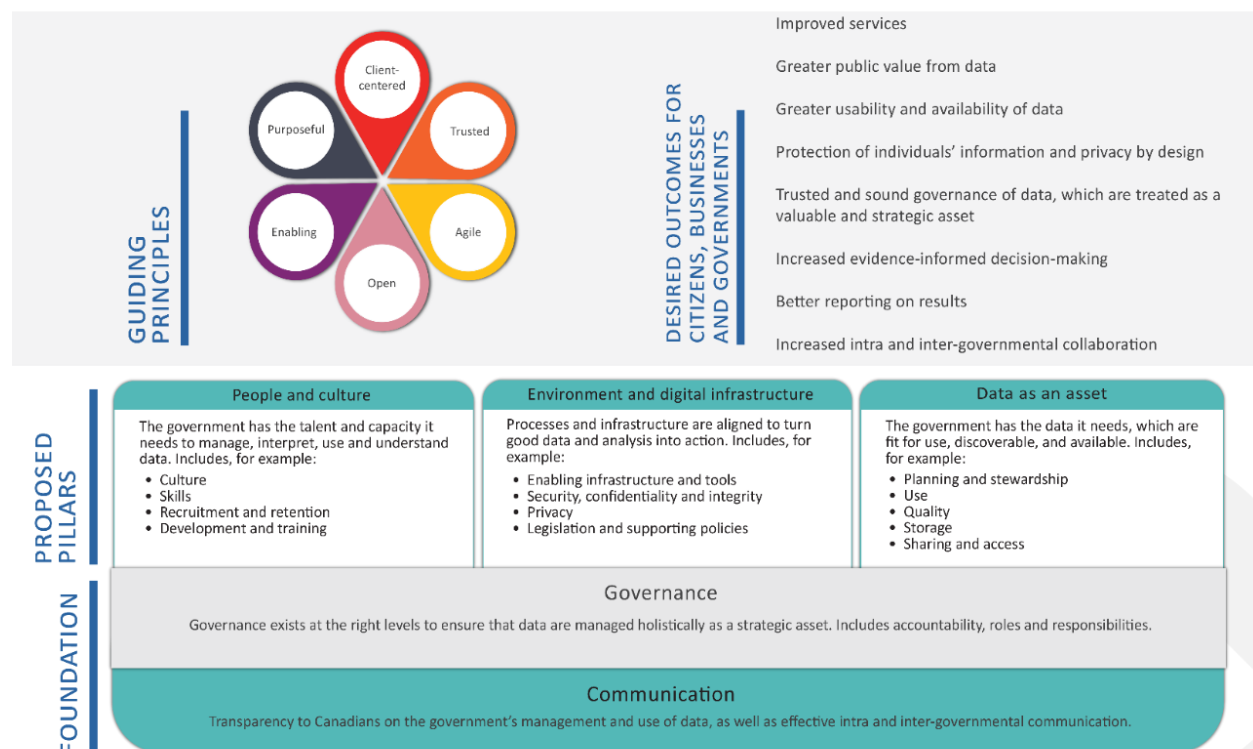 GUIDING
PRINCIPLES
Client-
centered
Trusted
Agile
Open
Enabling
Purposeful
DESIRED OUTCOMES FOR
CITIZENS, BUSINESSES
AND GOVERNMENTS
Improved services
Greater public value from data
Greater usability and availability of data
Protection of individuals’ information and privacy by design
Trusted and sound governance of data, which are treated as a
valuable and strategic asset
Increased evidence-informed decision-making
Better reporting on results
Increased intra and inter-governmental collaboration
PROPOSED
PILLARS
People and culture
The government has the talent and capacity it
needs to manage, interpret, use and understand
data. Includes, for example:
• Culture
• Skills
• Recruitment and retention
• Development and training
Environment and digital infrastructure
Processes and infrastructure are aligned to turn
good data and analysis into action. Includes, for
example:
• Enabling infrastructure and tools
• Security, confidentiality and integrity
• Privacy
• Legislation and supporting policies
Data as an asset
The government has the data it needs, which are
fit for use, discoverable, and available. Includes,
for example:
• Planning and stewardship
• Use
• Quality
• Storage
• Sharing and access
FOUNDATION
Governance
Governance exists at the right levels to ensure that data are managed holistically as a strategic asset. Includes accountability, roles and responsibilities.
Communication
Transparency to Canadians on the government’s management and use of data, as well as effective intra and inter-governmental communication.